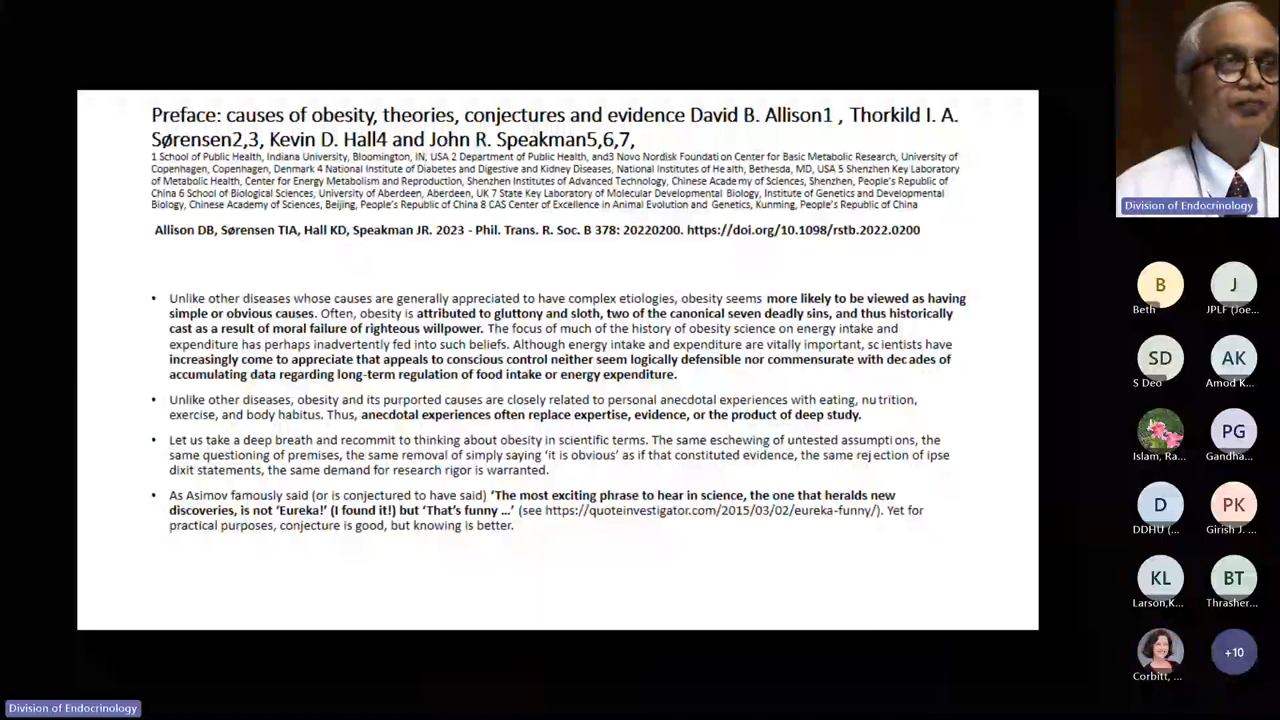 Preface: causes of obesity, theories, conjectures and evidence David B. Allison1 , Thorkild I. A.
Sørensen2,3, Kevin D. Hall4 and John R. Speakman5,6,7,
1 School of Public Health, Indiana University, Bloomington, IN, USA 2 Department of Public Health, and3 Novo Nordisk Foundation Center for Basic Metabolic Research, University of
Copenhagen, Copenhagen, Denmark 4 National Institute of Diabetes and Digestive and Kidney Diseases, National Institutes of Health, Bethesda, MD, USA 5 Shenzhen Key Laboratory
of Metabolic Health, Center for Energy Metabolism and Reproduction, Shenzhen Institutes of Advanced Technology, Chinese Academy of Sciences, Shenzhen, People's Republic of
China 6 School of Biological Sciences, University of Aberdeen, Aberdeen, UK 7 State Key Laboratory of Molecular Developmental Biology, Institute of Genetics and Developmental
Biology, Chinese Academy of Sciences, Beijing, People's Republic of China 8 CAS Center of Excellence in Animal Evolution and Genetics, Kunming, People's Republic of China
Allison DB, Sørensen TIA, Hall KD, Speakman JR. 2023 - Phil. Trans. R. Soc. B 378: 20220200. https://doi.org/10.1098/rstb.2022.0200
• Unlike other diseases whose causes are generally appreciated to have complex etiologies, obesity seems more likely to be viewed as having
simple or obvious causes. Often, obesity is attributed to gluttony and sloth, two of the canonical seven deadly sins, and thus historically
cast as a result of moral failure of righteous willpower. The focus of much of the history of obesity science on energy intake and
expenditure has perhaps inadvertently fed into such beliefs. Although energy intake and expenditure are vitally important, scientists have
increasingly come to appreciate that appeals to conscious control neither seem logically defensible nor commensurate with decades of
accumulating data regarding long-term regulation of food intake or energy expenditure.
• Unlike other diseases, obesity and its purported causes are closely related to personal anecdotal experiences with eating, nutrition,
exercise, and body habitus. Thus, anecdotal experiences often replace expertise, evidence, or the product of deep study.
• Let us take a deep breath and recommit to thinking about obesity in scientific terms. The same eschewing of untested assumptions, the
same questioning of premises, the same removal of simply saying 'it is obvious' as if that constituted evidence, the same rejection of ipse
dixit statements, the same demand for research rigor is warranted.
• As Asimov famously said (or is conjectured to have said) 'The most exciting phrase to hear in science, the one that heralds new
discoveries, is not 'Eureka!' (I found it!) but 'That's funny …' (see https://quoteinvestigator.com/2015/03/02/eureka-funny/). Yet for
practical purposes, conjecture is good, but knowing is better.
Division of Endocrinology
B
J
Beth
JPLF (Joe...
SD
AK
S Deo
Amod K...
PG
Islam, Ra...
Gandha...
D
PK
DDHU (...
Girish J. ...
KL
BT
Larson,K...
Thrasher...
+10
Corbitt, ...
Division of Endocrinology